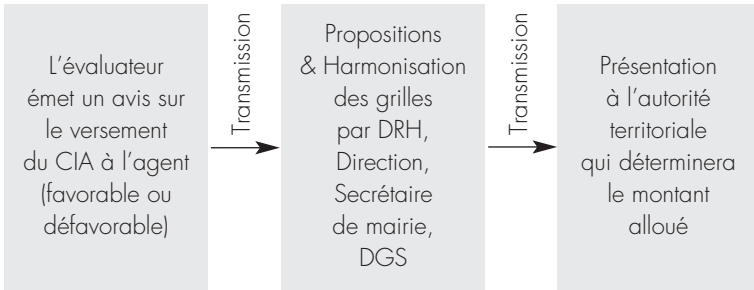 L'évaluateur
émet un avis sur
le versement
du CIA à l'agent
(favorable ou
défavorable)
Transmission
Propositions
& Harmonisation
des grilles
par DRH,
Direction,
Secrétaire
de mairie,
DGS
Transmission
Présentation
à l'autorité
territoriale
qui déterminera
le montant
alloué